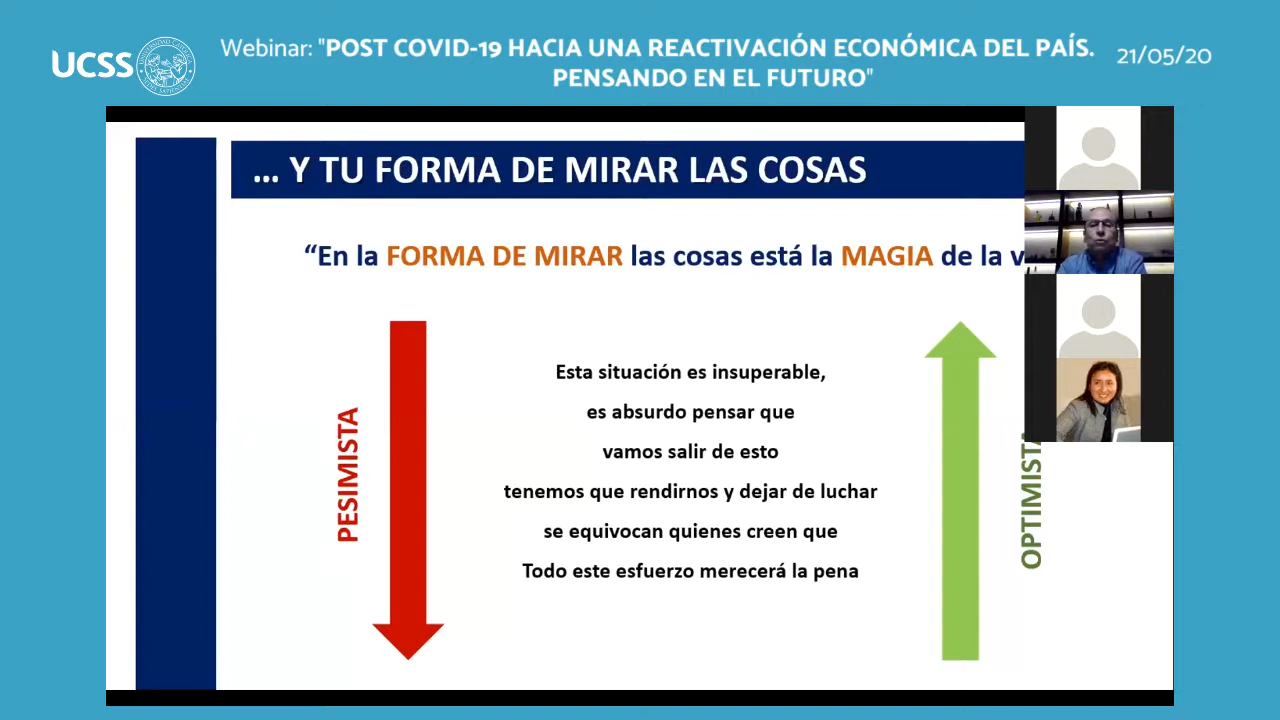 UCSS
Webinar: "POST COVID-19 HACIA UNA REACTIVACIÓN ECONÓMICA DEL PAÍS.
PENSANDO EN EL FUTURO"
21/05/20
... Y TU FORMA DE MIRAR LAS COSAS
“En la FORMA DE MIRAR las cosas está la MAGIA de la v
PESIMISTA
Esta situación es insuperable,
es absurdo pensar que
vamos salir de esto
tenemos que rendirnos y dejar de luchar
se equivocan quienes creen que
Todo este esfuerzo merecerá la pena
OPTIMISTA